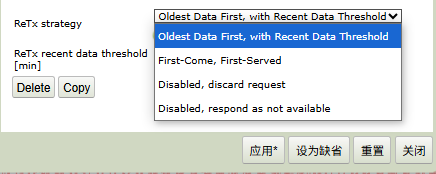 ReTx strategy
Oldest Data First, with Recent Data Threshold
Oldest Data First, with Recent Data Threshold
ReTx recent data threshold
[min]
First-Come, First-Served
Disabled, discard request
Disabled, respond as not available
Delete Copy
应用* 设为缺省 重置 关闭